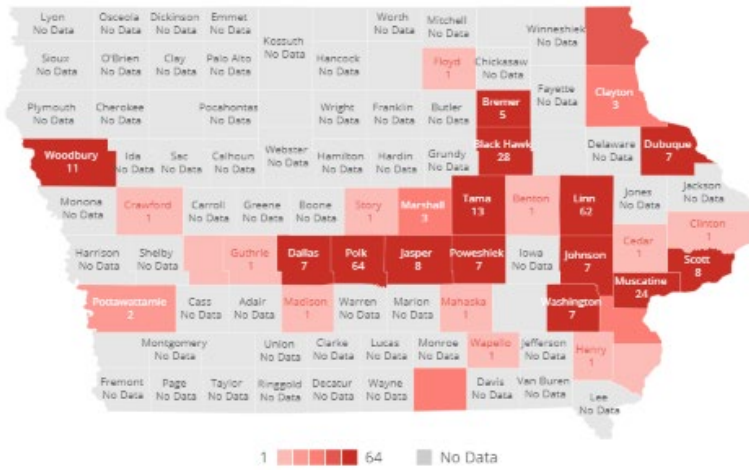 Lyon
No Data
Osceola
No Data
Dickinson
No Data
Emmet
No Data
Kossuth
No Data
Worth
No Data
Mitchell
No Data
Winneshiek
No Data
Sioux
No Data
O'Brien
No Data
Clay
No Data
Palo Alto
No Data
Hancock
No Data
Floyd
1
Chickasaw
No Data
Fayette
No Data
Clayton
3
Plymouth
No Data
Cherokee
No Data
Pocahontas
No Data
Wright
No Data
Franklin
No Data
Butler
No Data
Bremer
5
Woodbury
11
Ida
No Data
Sac
No Data
Calhoun
No Data
Webster
No Data
Hamilton
No Data
Hardin
No Data
Grundy
No Data
Black Hawk
28
Delaware
No Data
Dubuque
7
Monona
No Data
Crawford
1
Carroll
No Data
Greene
No Data
Boone
No Data
Story
1
Marshall
3
Tama
13
Benton
1
Linn
62
Jones
No Data
Jackson
No Data
Clinton
1
Harrison
No Data
Shelby
No Data
Guthrie
1
Dallas
7
Polk
64
Jasper
8
Poweshiek
7
Iowa
No Data
Johnson
7
Cedar
1
Scott
8
Muscatine
24
Pottawattamie
2
Cass
No Data
Adair
No Data
Madison
1
Warren
No Data
Marion
No Data
Mahaska
1
Washington
7
Montgomery
No Data
Union
No Data
Clarke
No Data
Lucas
No Data
Monroe
No Data
Wapello
1
Jefferson
No Data
Henry
1
Fremont
No Data
Page
No Data
Taylor
No Data
Ringgold
No Data
Decatur
No Data
Wayne
No Data
Davis
No Data
Van Buren
No Data
Lee
No Data
1 64 No Data